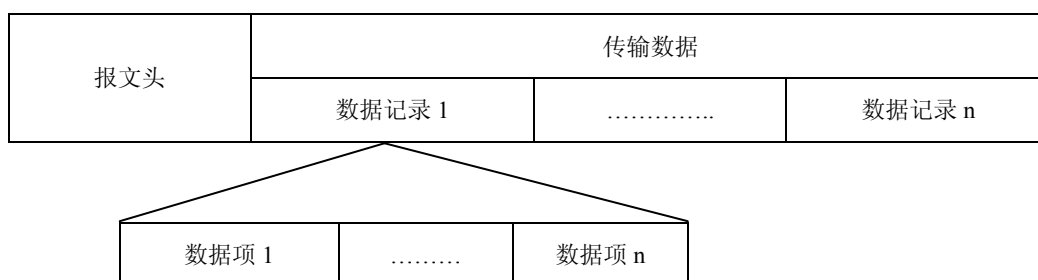 传输数据
报文头
数据记录 1
…………..
数据记录 n
数据项 1
………
数据项 n